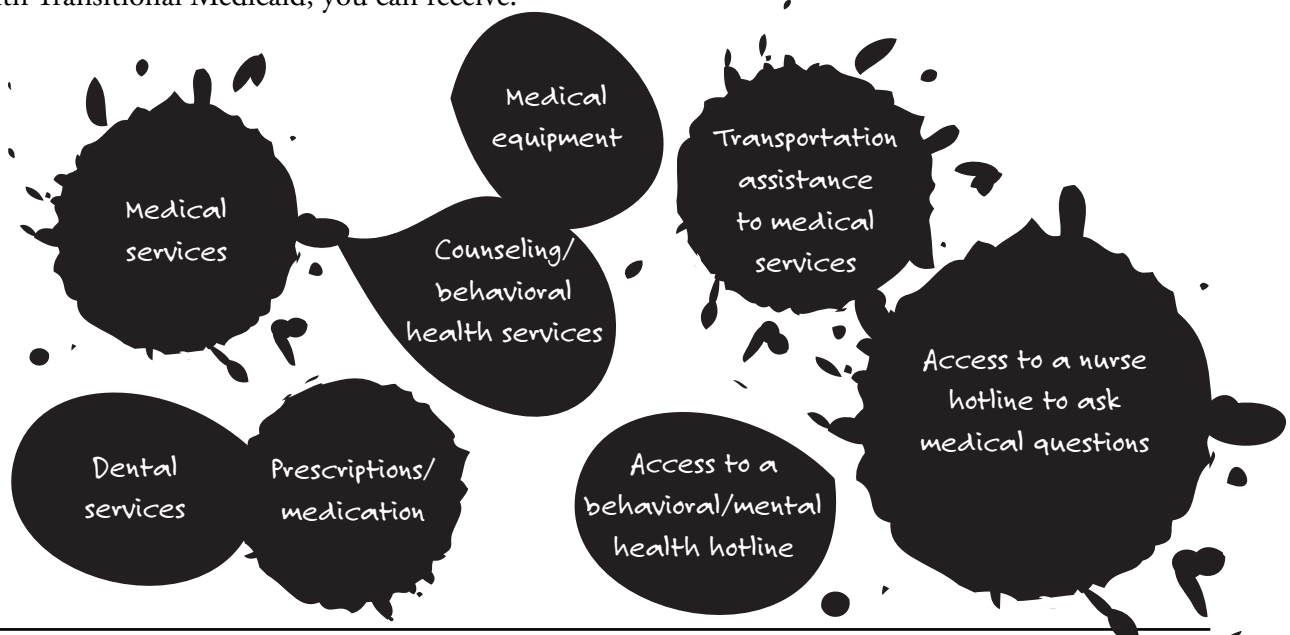 Transitional Medicaid, you can receive:
Medical
equipment
Transportation
assistance
to medical
services
Medical
services
Counseling/
behavioral
health services
Access to a nurse
hotline to ask
medical questions
Dental
services
Prescriptions/
medication
Access to a
behavioral/mental
health hotline